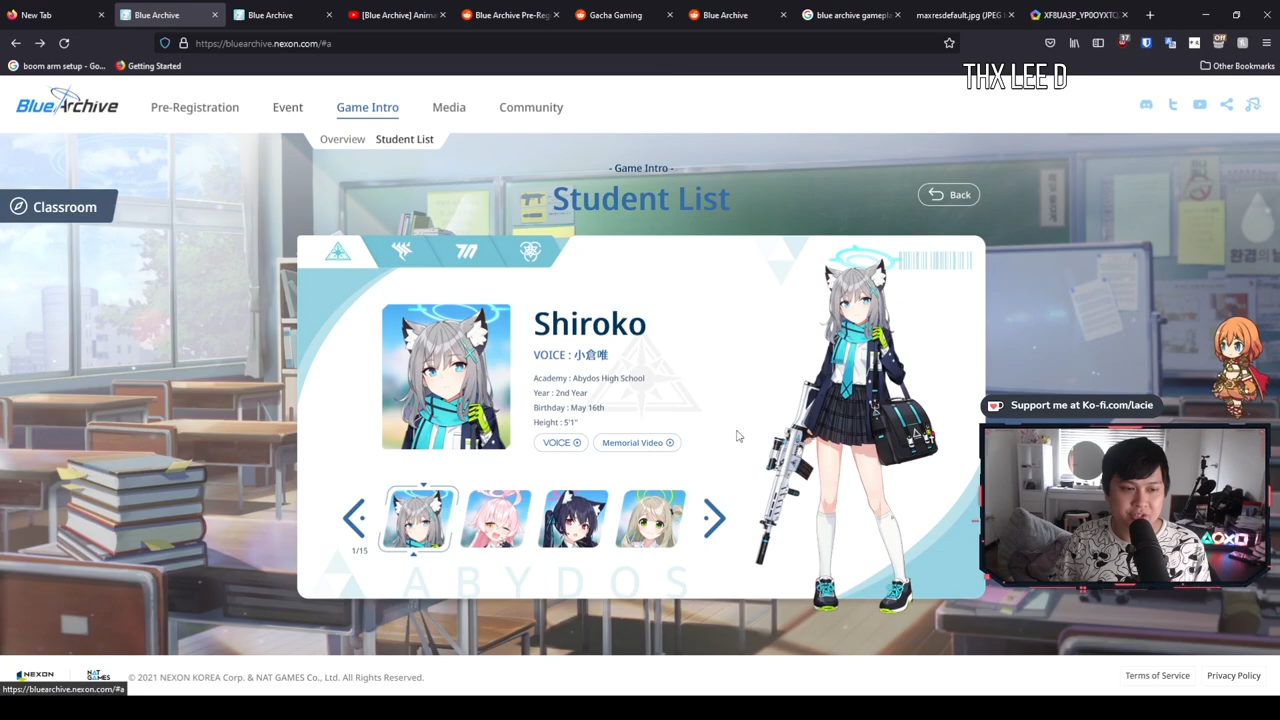 New Tab
Blue Archive
Blue Archive
[Blue Archive] Anima
Blue Archive Pre-Reg
Gacha Gaming
Blue Archive
blue archive gamepl
maxresdefault.jpg (JPEG I
XF8UA3P_YP0OYXTQ
https://bluearchive.nexon.com/#a
17
Off
boom arm setup - Go...
Getting Started
Other Bookmarks
THX LEE D
Blue Archive
Pre-Registration
Event
Game Intro
Media
Community
Overview
Student List
- Game Intro -
Student List
Back
Classroom
Shiroko
VOICE : 小倉唯
Academy : Abydos High School
Year : 2nd Year
Birthday : May 16th
Height : 5'1"
VOICE
Memorial Video
1/15
ABYDOS
Support me at Ko-fi.com/lacie
NEXON
NAT GAMES
© 2021 NEXON KOREA Corp. & NAT GAMES Co., Ltd. All Rights Reserved.
Terms of Service
Privacy Policy
https://bluearchive.nexon.com/#a